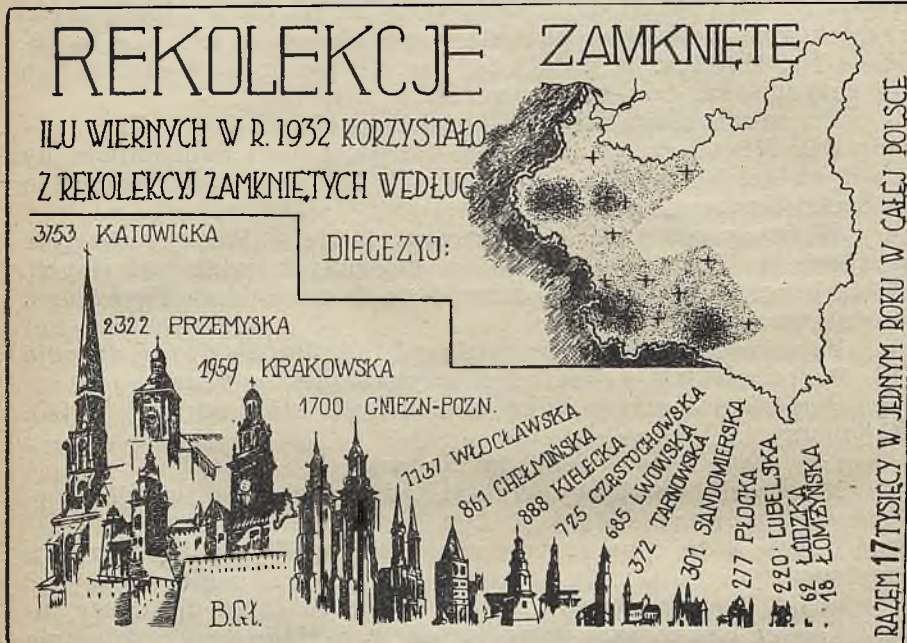 REKOLEKCJE ZAMKNIĘTE
ILU WIERNYCH W R. 1932 KORZYSTAŁO
Z REKOLEKCYJ ZAMKNIĘTYCH WEDŁUG
DIECEZYJ:
3753 KATOWICKA
2322 PRZEMYSKA
1959 KRAKOWSKA
1700 GNIEZN-POZN.
1137 WŁOCŁAWSKA
861 CHEŁMIŃSKA
888 KIELECKA
725 CZĘSTOCHOWSKA
685 LWOWSKA
372 TARNOWSKA
301 SANDOMIERSKA
277 PŁOCKA
220 LUBELSKA
62 ŁÓDZKA
18 ŁOMŻYŃSKA
B.Gł.
RAZEM 17 TYSIĘCY W JEDNYM ROKU W CAŁEJ POLSCE